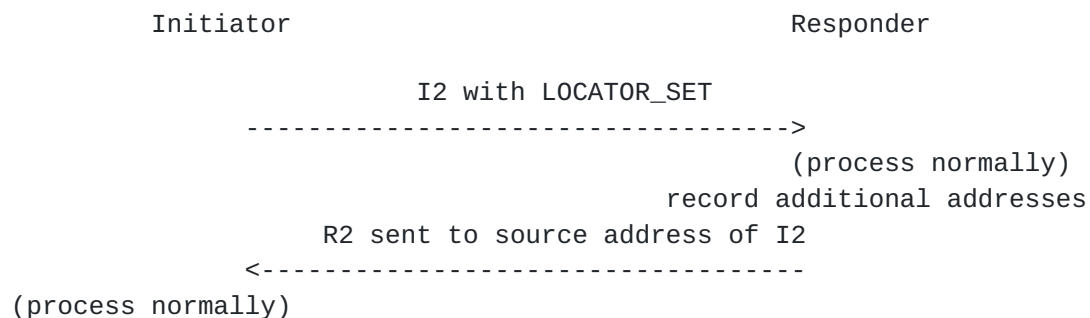 Initiator                                Responder
I2 with LOCATOR_SET
----------------------------------->
(process normally)
record additional addresses
R2 sent to source address of I2
<-----------------------------------
(process normally)